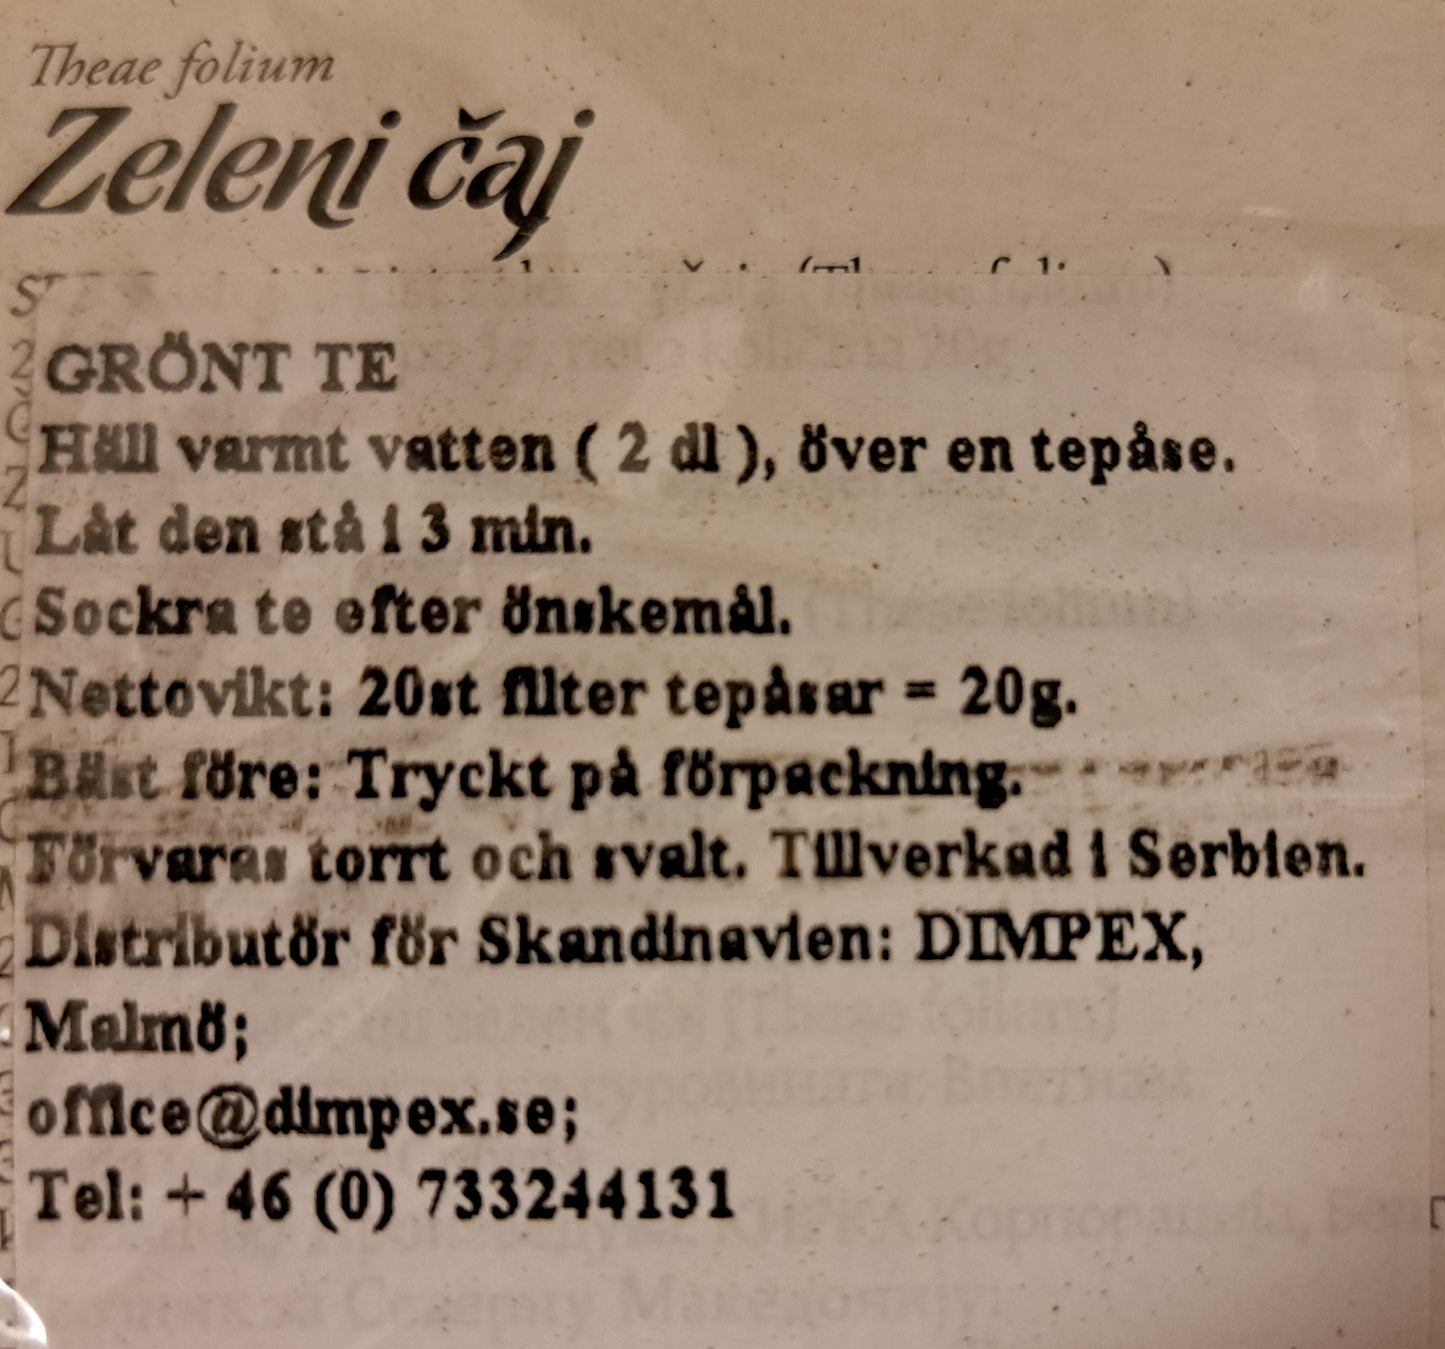 Theae folium
Zeleni čaj
GRÖNT TE
Häll varmt vatten ( 2 dl ), över en tepåse.
Låt den stå i 3 min.
Sockra te efter önskemål.
Nettovikt: 20st filter tepåsar = 20g.
Bäst före: Tryckt på förpackning.
Förvaras torrt och svalt. Tillverkad i Serbien.
Distributör för Skandinavien: DIMPEX,
Malmö;
office@dimpex.se;
Tel: + 46 (0) 733244131